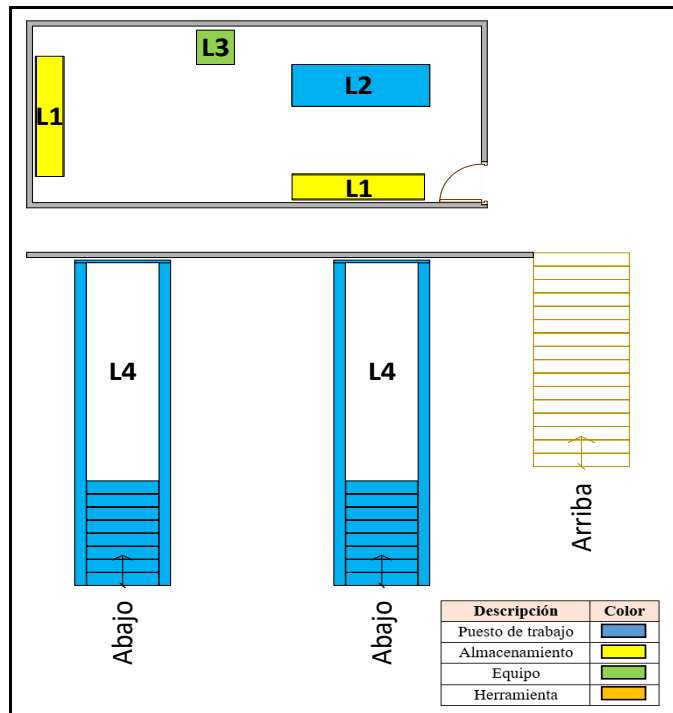 L3
L2
L1
L1
L4
L4
Arriba
Abajo
Abajo
Descripción Color
Puesto de trabajo
Almacenamiento
Equipo
Herramienta